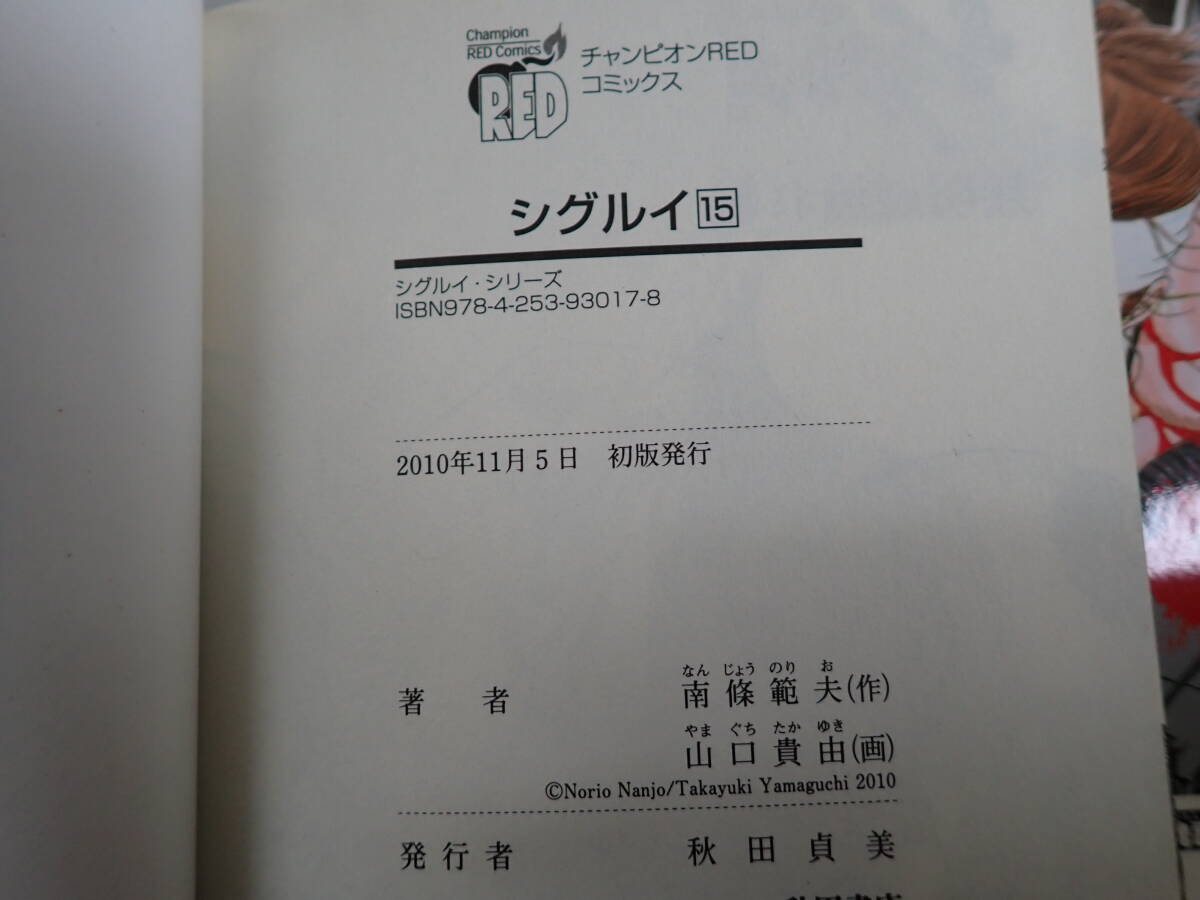 Champion
RED Comics
RED
チャンピオンRED
コミックス
シグルイ 15
シグルイ・シリーズ
ISBN978-4-253-93017-8
2010年11月5日　初版発行
なん じょう のり お
著　者　南條範夫(作)
やま ぐち たか ゆき
山口貴由(画)
©Norio Nanjo/Takayuki Yamaguchi 2010
発行者　秋田貞美